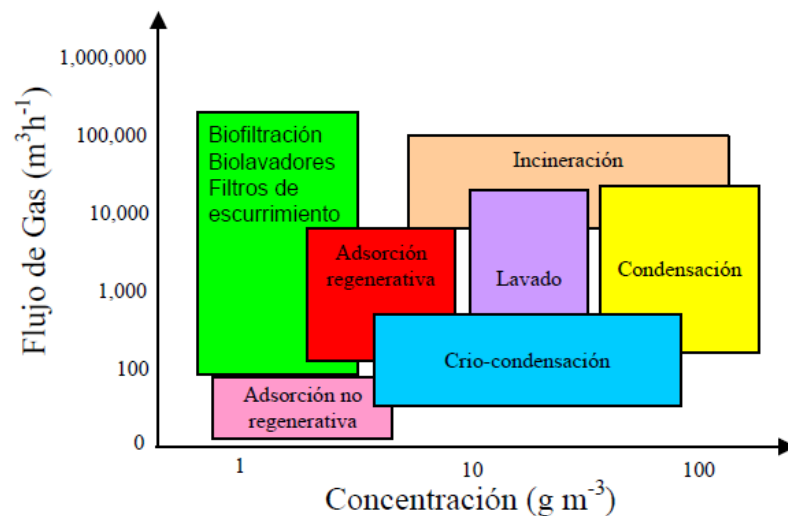 Flujo de Gas (m³h⁻¹)
1,000,000
100,000
10,000
1,000
100
0
Biofiltración
Biolavadores
Filtros de
escurrimiento
Incineración
Adsorción
regenerativa
Lavado
Condensación
Crio-condensación
Adsorción no
regenerativa
1
10
100
Concentración (g m⁻³)